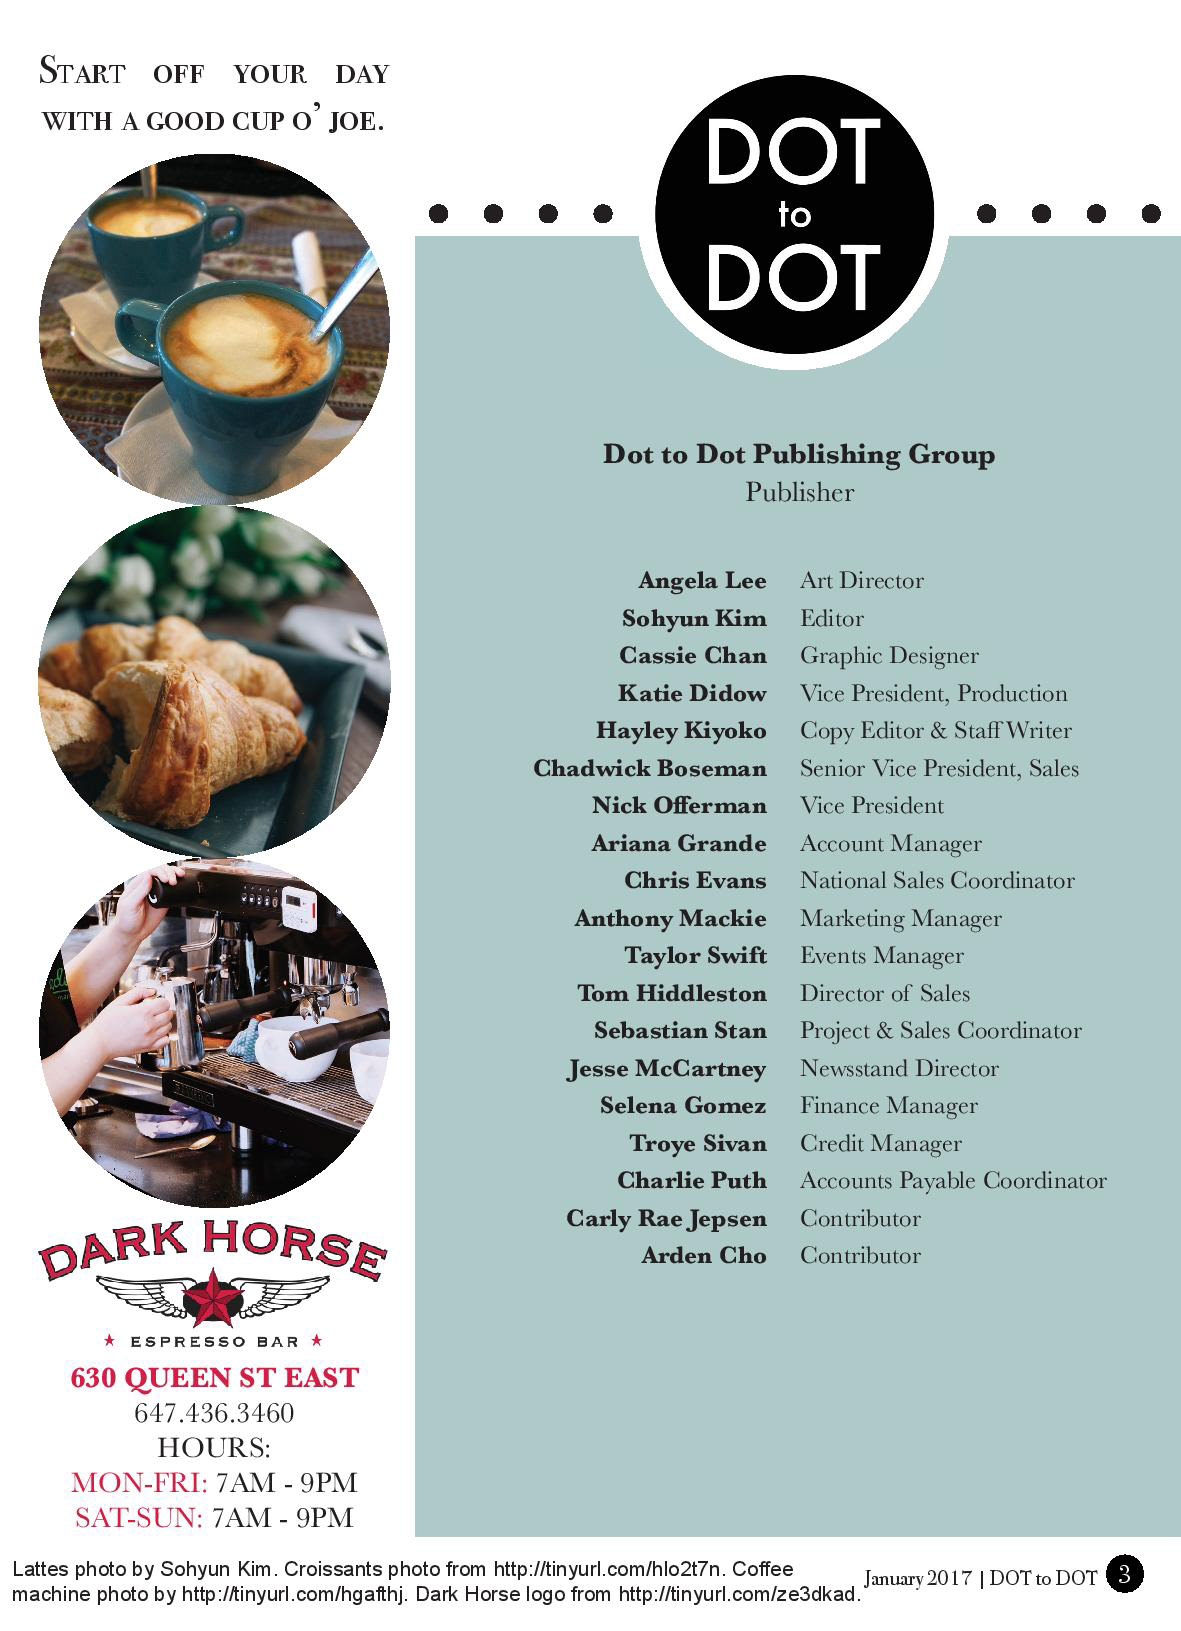 START OFF YOUR DAY
WITH A GOOD CUP O' JOE.
DARK HORSE
ESPRESSO BAR
630 QUEEN ST EAST
647.436.3460
HOURS:
MON-FRI: 7AM - 9PM
SAT-SUN: 7AM - 9PM
DOT
to
DOT
Dot to Dot Publishing Group
Publisher
Angela Lee Art Director
Sohyun Kim Editor
Cassie Chan Graphic Designer
Katie Didow Vice President, Production
Hayley Kiyoko Copy Editor & Staff Writer
Chadwick Boseman Senior Vice President, Sales
Nick Offerman Vice President
Ariana Grande Account Manager
Chris Evans National Sales Coordinator
Anthony Mackie Marketing Manager
Taylor Swift Events Manager
Tom Hiddleston Director of Sales
Sebastian Stan Project & Sales Coordinator
Jesse McCartney Newsstand Director
Selena Gomez Finance Manager
Troye Sivan Credit Manager
Charlie Puth Accounts Payable Coordinator
Carly Rae Jepsen Contributor
Arden Cho Contributor
Lattes photo by Sohyun Kim. Croissants photo from http://tinyurl.com/hlo2t7n. Coffee
machine photo by http://tinyurl.com/hgafthj. Dark Horse logo from http://tinyurl.com/ze3dkad.
January 2017 | DOT to DOT 3